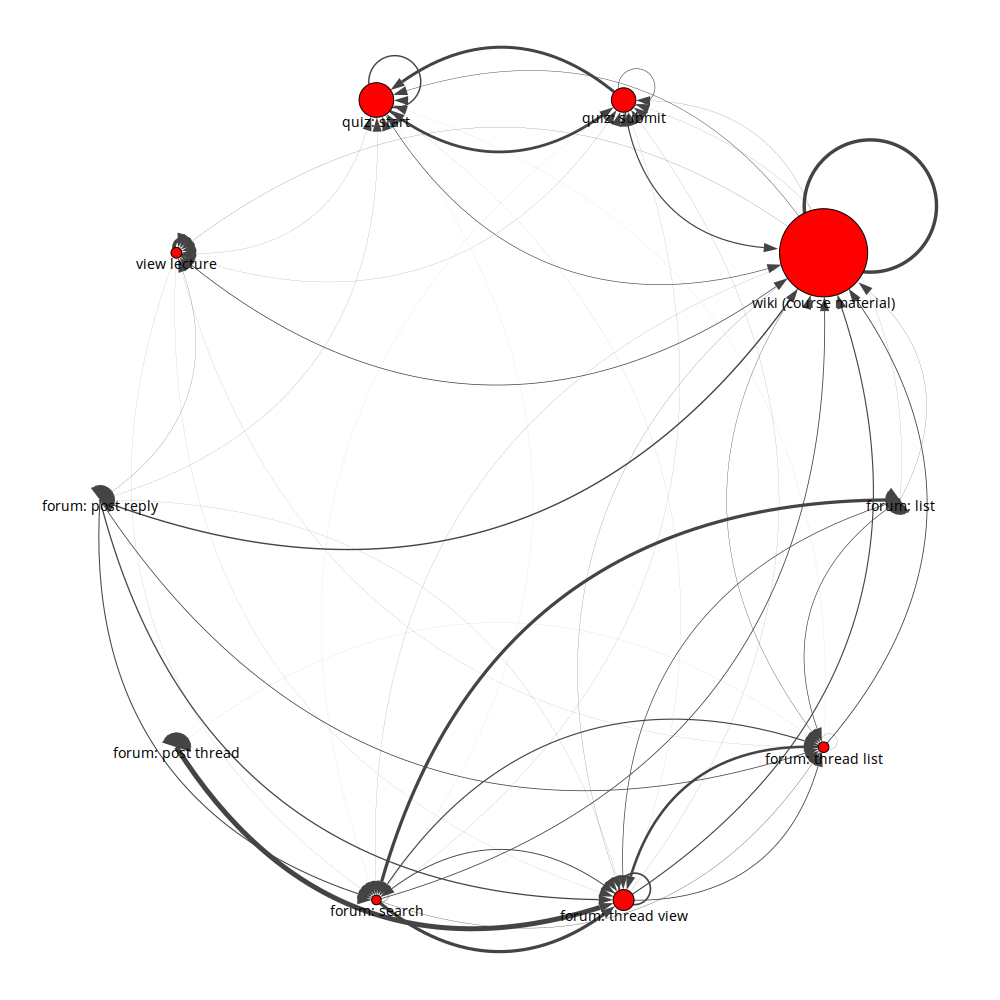 quiz: start
quiz: submit
view lecture
wiki (course material)
forum: post reply
forum: list
forum: post thread
forum: thread list
forum: search
forum: thread view